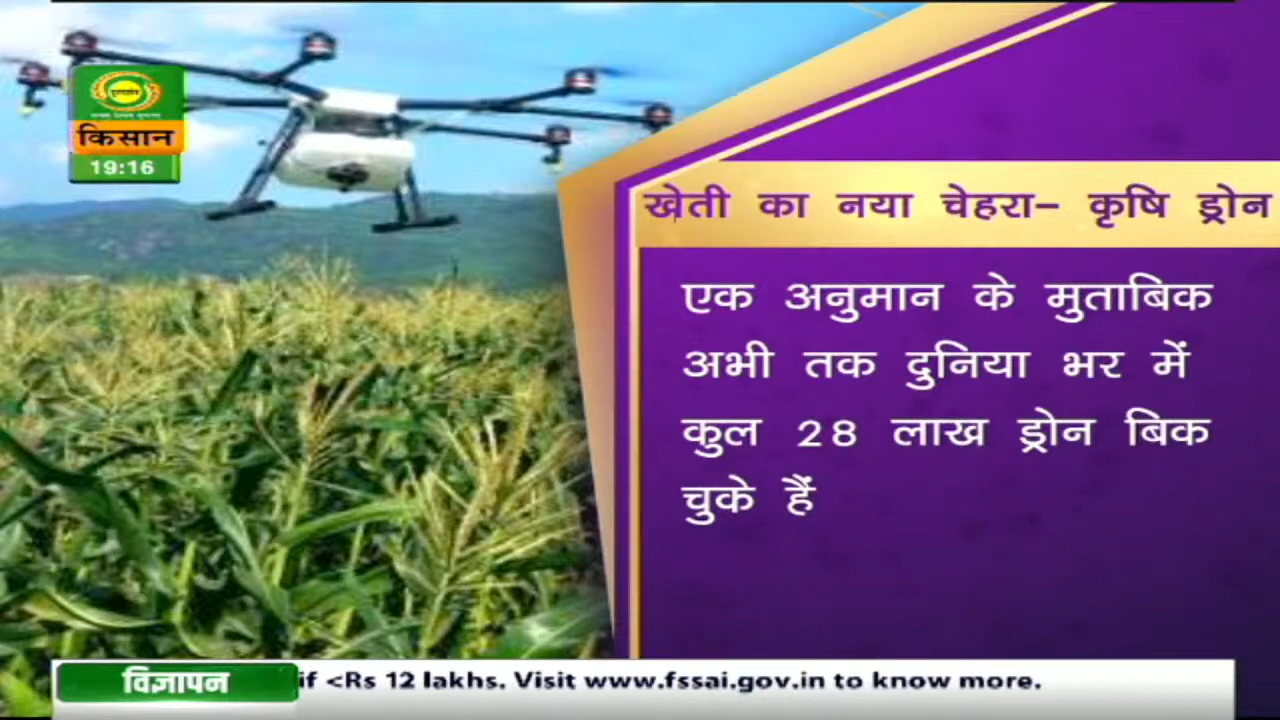 किसान
19:16
खेती का नया चेहरा- कृषि ड्रोन
एक अनुमान के मुताबिक
अभी तक दुनिया भर में
कुल 28 लाख ड्रोन बिक
चुके हैं
विज्ञापन if <Rs 12 lakhs. Visit www.fssai.gov.in to know more.